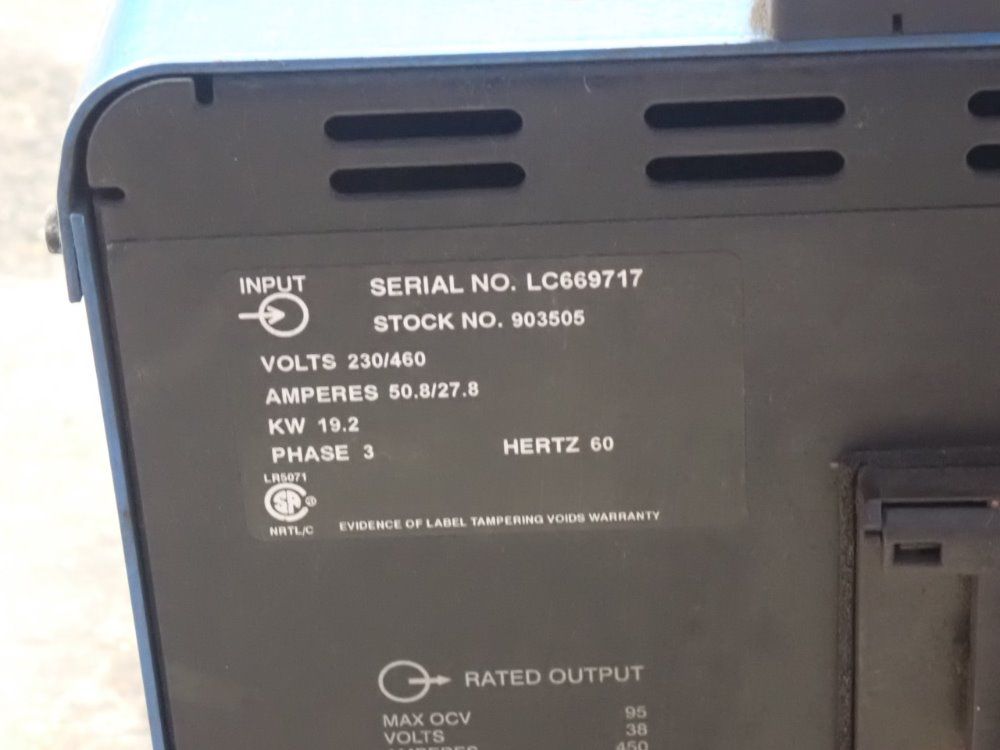 INPUT
SERIAL NO. LC669717
STOCK NO. 903505
VOLTS 230/460
AMPERES 50.8/27.8
KW 19.2
PHASE 3 HERTZ 60
LR5071
SA ®
NRTL/C EVIDENCE OF LABEL TAMPERING VOIDS WARRANTY
RATED OUTPUT
MAX OCV 95
VOLTS 38
AMPERES 450